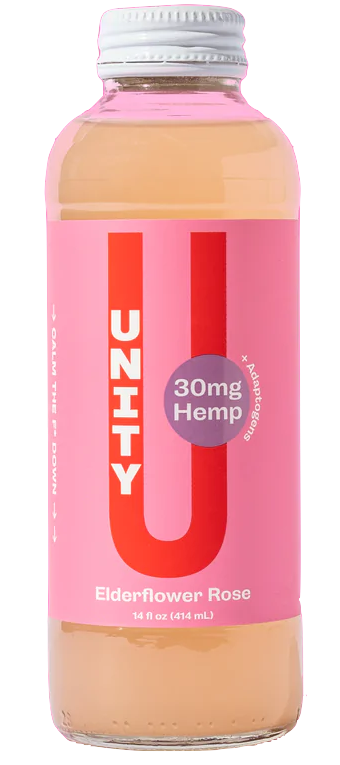 UNITY
30mg
Hemp
+ Adaptogens
→ CALM THE F* DOWN → →
Elderflower Rose
14 fl oz (414 mL)